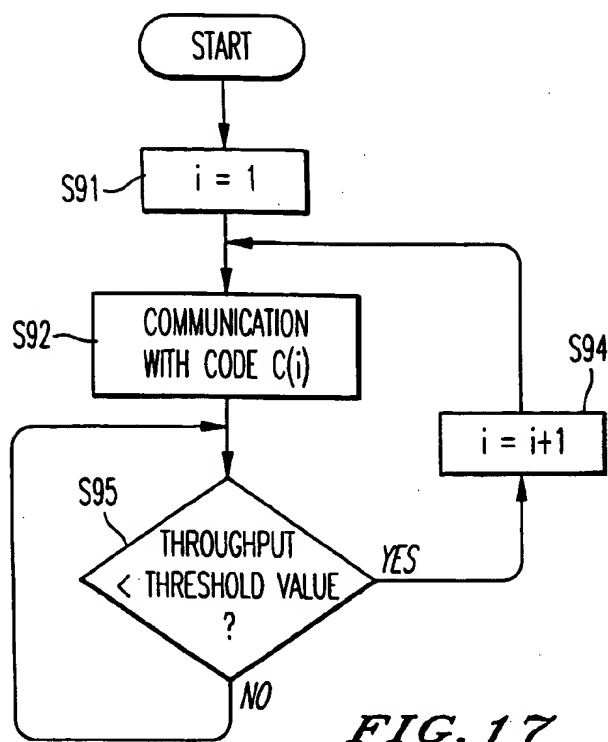 START
S91
i = 1
S92
COMMUNICATION
WITH CODE C(i)
S94
i = i+1
S95
THROUGHPUT
< THRESHOLD VALUE
?
YES
NO
FIG. 17